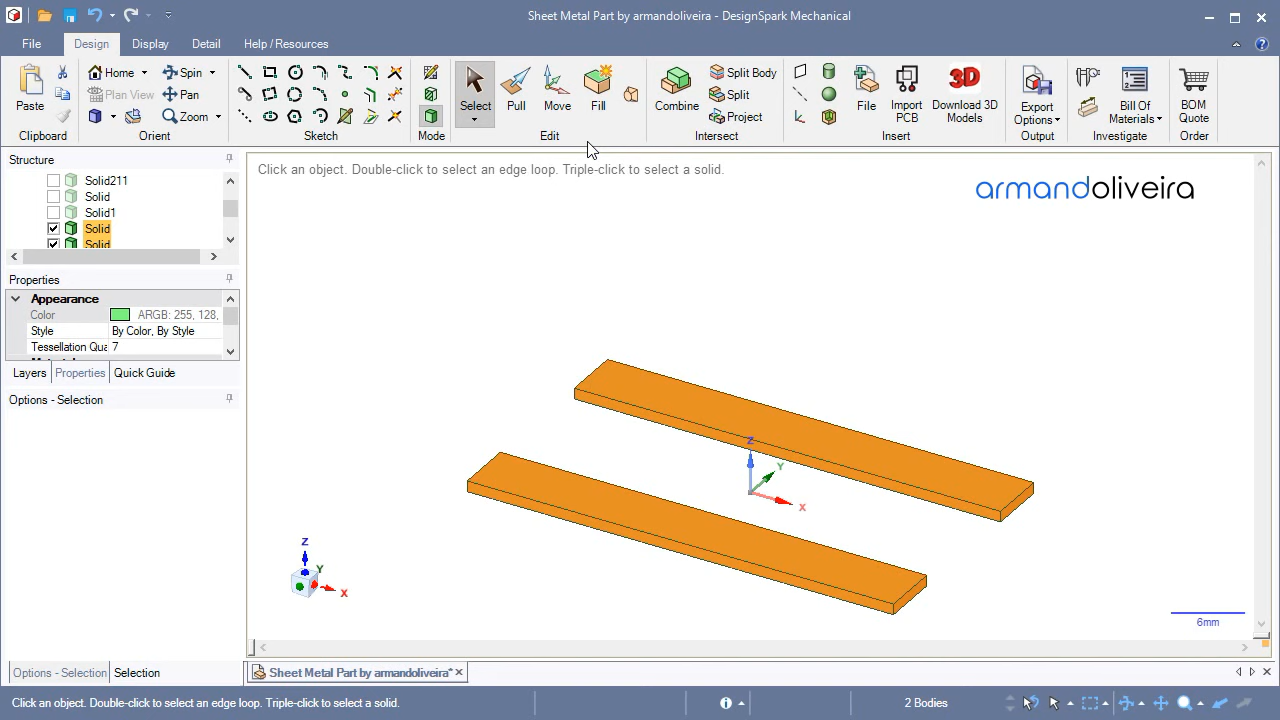 Sheet Metal Part by armandoliveira - DesignSpark Mechanical
File Design Display Detail Help / Resources
Paste
Clipboard
Home Spin
Plan View Pan
Zoom
Orient
Sketch
Mode
Select Pull Move Fill
Edit
Combine
Split Body
Split
Project
Intersect
File Import PCB Download 3D Models
3D
Insert
Export Options
Output
Bill Of Materials
Investigate
BOM Quote
Order
Structure
Solid211
Solid
Solid1
Solid
Solid
Properties
Appearance
Color ARGB: 255, 128,
Style By Color, By Style
Tessellation Qua 7
Layers Properties Quick Guide
Options - Selection
Click an object. Double-click to select an edge loop. Triple-click to select a solid.
armandoliveira
Z
Y
X
Z
Y
X
6mm
Options - Selection Selection
Sheet Metal Part by armandoliveira*
Click an object. Double-click to select an edge loop. Triple-click to select a solid.
2 Bodies